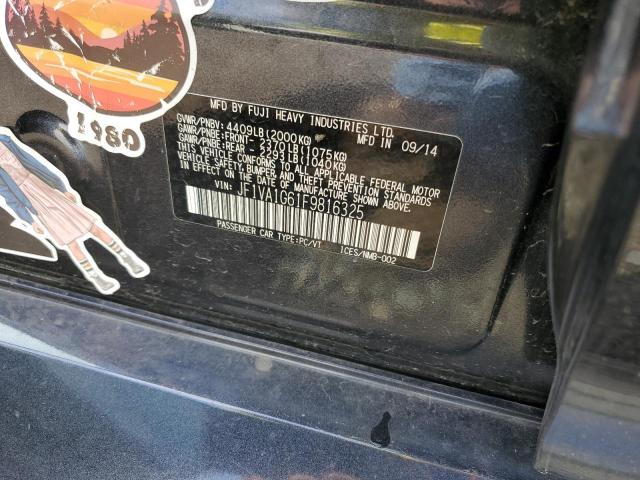 1980
MFD BY FUJI HEAVY INDUSTRIES LTD.
GVWR/PNBV: 4409LB(2000KG) MFD IN 09/14
GAWR/PNBE: FRONT- 2370LB(1075KG)
GAWR/PNBE: REAR- 2293LB(1040KG)
THIS VEHICLE CONFORMS TO ALL APPLICABLE FEDERAL MOTOR
VEHICLE SAFETY, BUMPER, AND THEFT PREVENTION STANDARDS
IN EFFECT ON THE DATE OF MANUFACTURE SHOWN ABOVE.
VIN: JF1VA1G61F9816325
PASSENGER CAR TYPE:PC/VT ICES/NMB-002